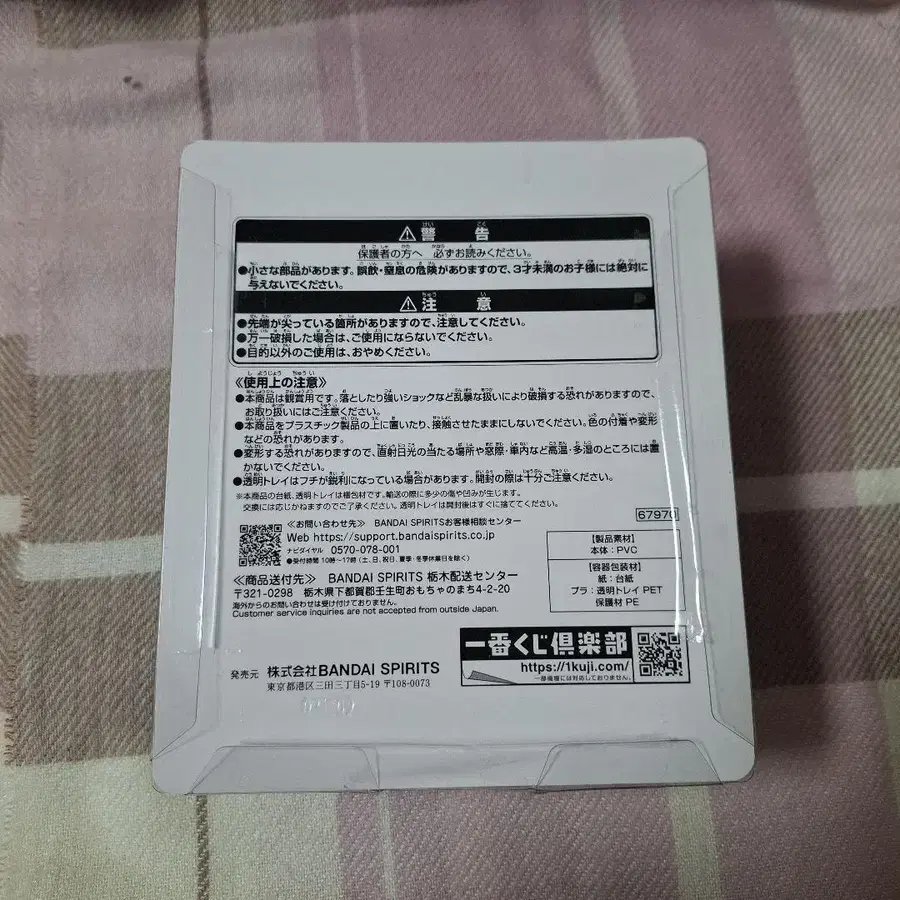 ⚠警告
保護者の方へ 必ずお読みください。
●小さな部品があります。誤飲・窒息の危険がありますので、3才未満のお子様には絶対に
与えないでください。
⚠注意
●先端が尖っている箇所がありますので、注意してください。
●万一破損した場合は、ご使用にならないでください。
●目的以外のご使用は、おやめください。
《使用上の注意》
●本商品は観賞用です。落としたり強いショックなど乱暴な扱いにより破損する恐れがありますので、
お取り扱いにはご注意ください。
●本商品をプラスチック製品の上に置いたり、接触させたままにしないでください。色の付着や変形
などの恐れがあります。
●変形する恐れがありますので、直射日光の当たる場所や窓際・車内など高温・多湿のところには置
かないでください。
●透明トレイはフチが鋭利になっている場合があります。開封の際は十分ご注意ください。
※本商品の台紙、透明トレイは梱包材です。輸送の際に多少の傷や凹みが生じます。
交換には応じかねますのでご了承ください。透明トレイは開封後はすぐに捨ててください。
67970
≪お問い合わせ先≫ BANDAI SPIRITSお客様相談センター
Web https://support.bandaispirits.co.jp
ナビダイヤル 0570-078-001
●受付時間 10時〜17時(土、日、祝日、夏季・冬季休業日を除く)
≪商品送付先≫ BANDAI SPIRITS 栃木配送センター
〒321-0298 栃木県下都賀郡壬生町おもちゃのまち4-2-20
海外からのお問い合わせは受け付けておりません。
Customer service inquiries are not accepted from outside Japan.
【製品素材】
本体:PVC
【容器包装材】
紙:台紙
プラ:透明トレイ PET
保護材 PE
一番くじ倶楽部
https://1kuji.com/
一部機種には対応しておりません。
発売元 株式会社BANDAI SPIRITS
東京都港区三田三丁目5-19 〒108-0073